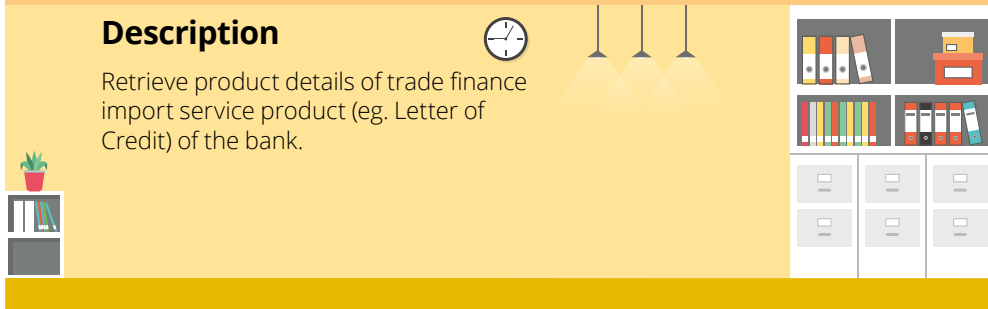 Description
Retrieve product details of trade finance
import service product (eg. Letter of
Credit) of the bank.